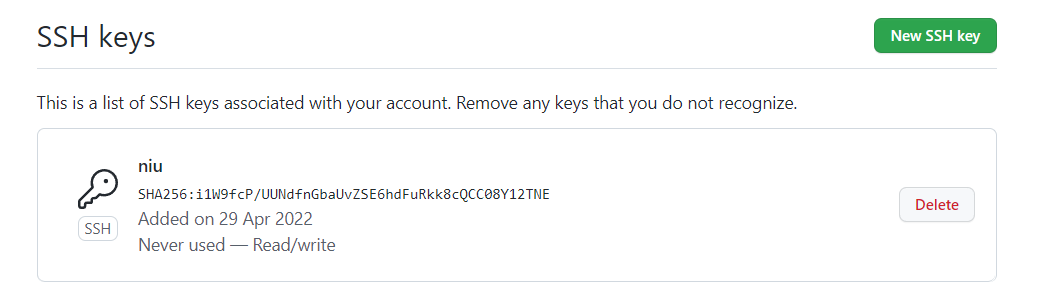 SSH keys
New SSH key
This is a list of SSH keys associated with your account. Remove any keys that you do not recognize.
niu
SHA256:i1W9fcP/UUNdfnGbaUvZSE6hdFuRkk8cQCC08Y12TNE
Added on 29 Apr 2022
Never used — Read/write
SSH
Delete